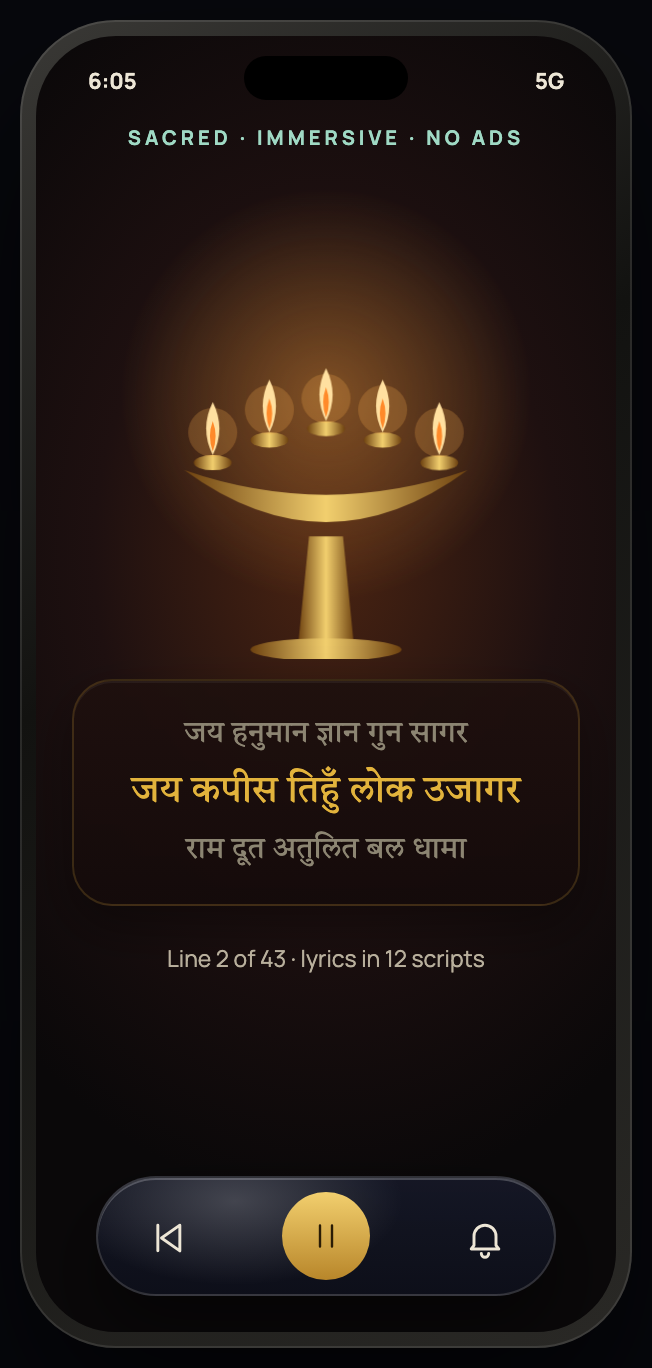 6:05
5G
SACRED · IMMERSIVE · NO ADS
जय हनुमान ज्ञान गुन सागर
जय कपीस तिहुँ लोक उजागर
राम दूत अतुलित बल धामा
Line 2 of 43 · lyrics in 12 scripts